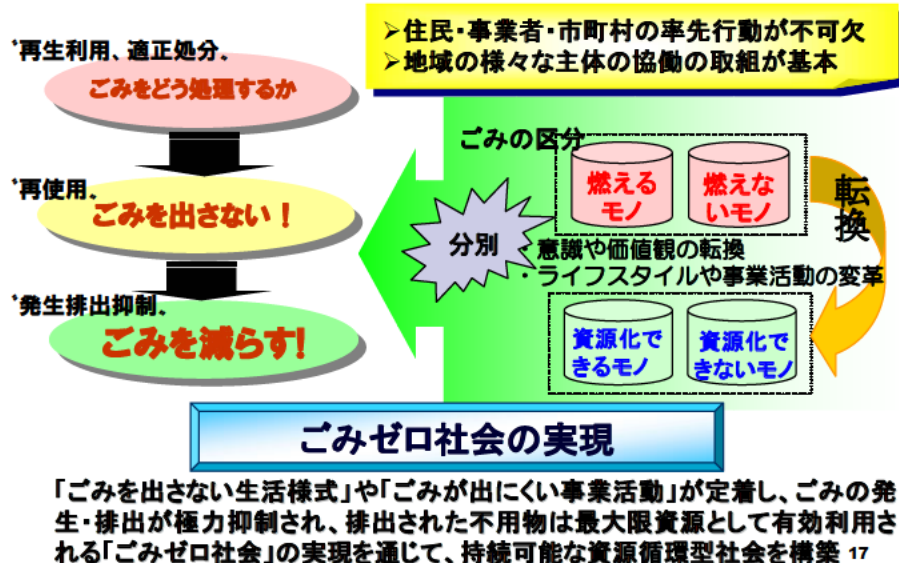 ➢住民・事業者・市町村の率先行動が不可欠
➢地域の様々な主体の協働の取組が基本
*再生利用、適正処分、
ごみをどう処理するか
*再使用、
ごみを出さない!
*発生排出抑制、
ごみを減らす!
ごみの区分
燃える
モノ
燃えな
いモノ
転換
分別
・意識や価値観の転換
・ライフスタイルや事業活動の変革
資源化で
きるモノ
資源化で
きないモノ
ごみゼロ社会の実現
「ごみを出さない生活様式」や「ごみが出にくい事業活動」が定着し、ごみの発
生・排出が極力抑制され、排出された不用物は最大限資源として有効利用さ
れる「ごみゼロ社会」の実現を通じて、持続可能な資源循環型社会を構築
17